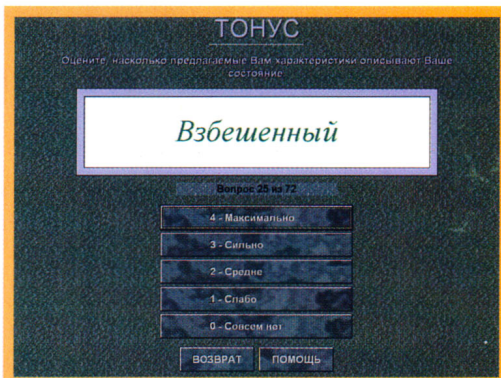 ТОНУС
Оцените, насколько предлагаемые Вам характеристики описывают Ваше
состояние
Взбешенный
Вопрос 25 из 72
4 - Максимально
3 - Сильно
2 - Средне
1 - Слабо
0 - Совсем нет
ВОЗВРАТ ПОМОЩЬ